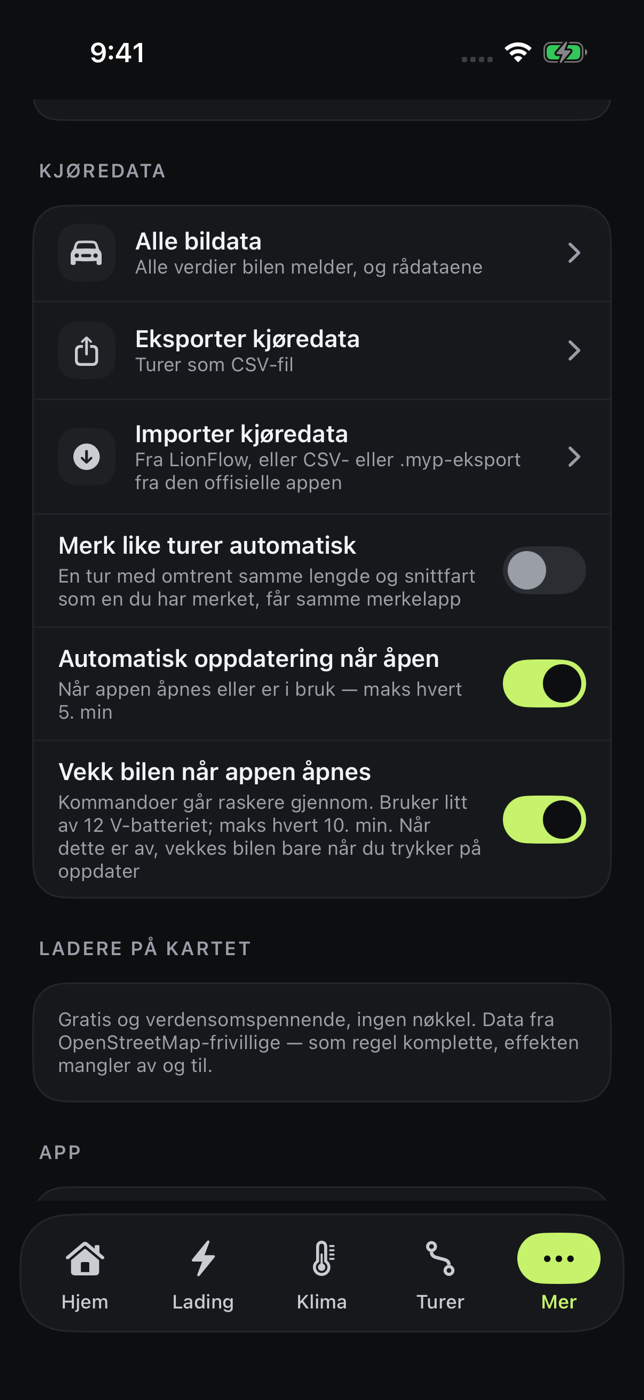 9:41
KJØREDATA
Alle bildata
Alle verdier bilen melder, og rådataene
Eksporter kjøredata
Turer som CSV-fil
Importer kjøredata
Fra LionFlow, eller CSV- eller .myp-eksport
fra den offisielle appen
Merk like turer automatisk
En tur med omtrent samme lengde og snittfart
som en du har merket, får samme merkelapp
Automatisk oppdatering når åpen
Når appen åpnes eller er i bruk — maks hvert
5. min
Vekk bilen når appen åpnes
Kommandoer går raskere gjennom. Bruker litt
av 12 V-batteriet; maks hvert 10. min. Når
dette er av, vekkes bilen bare når du trykker på
oppdater
LADERE PÅ KARTET
Gratis og verdensomspennende, ingen nøkkel. Data fra
OpenStreetMap-frivillige — som regel komplette, effekten
mangler av og til.
APP
Hjem
Lading
Klima
Turer
Mer